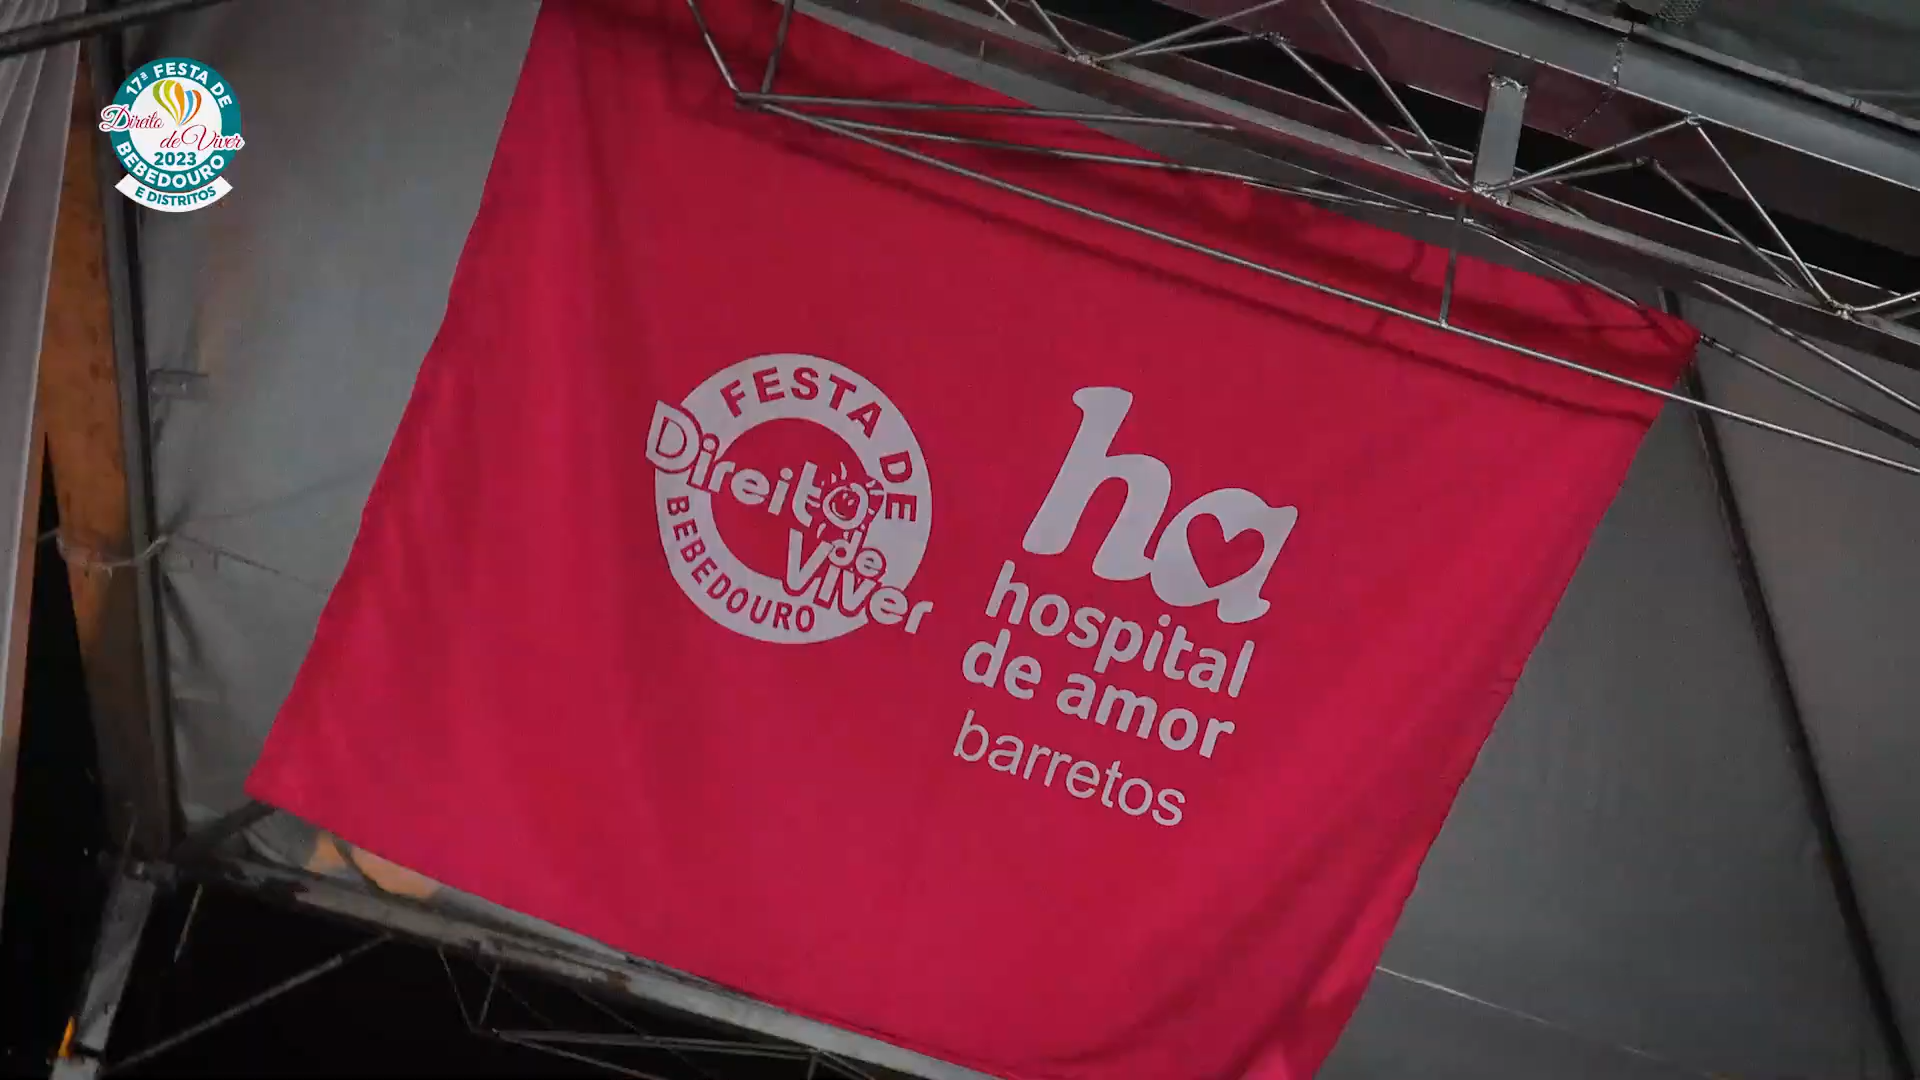 17ª FESTA DE
Direito
de Viver
2023
BEBEDOURO
E DISTRITOS
FESTA DE
Direito
de
Viver
BEBEDOURO
ha
hospital
de amor
barretos